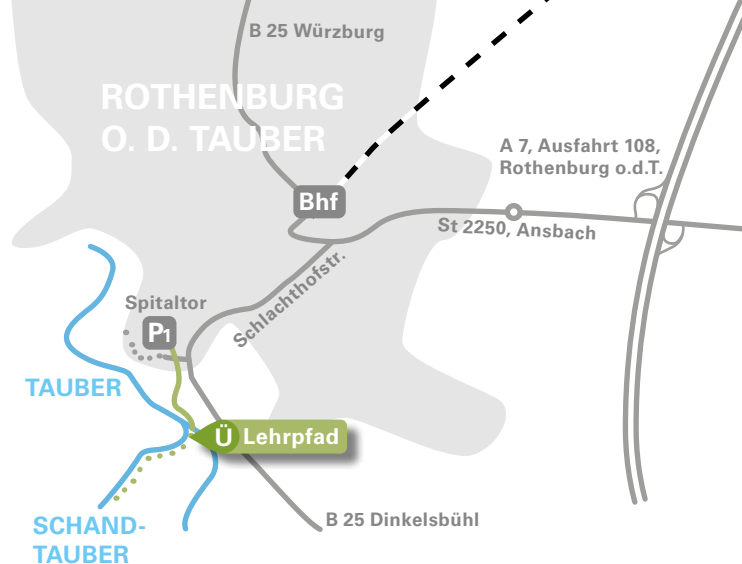 B 25 Würzburg
ROTHENBURG
O. D. TAUBER
A 7, Ausfahrt 108,
Rothenburg o.d.T.
Bhf
St 2250, Ansbach
Schlachthofstr.
Spitaltor
P1
TAUBER
Ü Lehrpfad
B 25 Dinkelsbühl
SCHAND-
TAUBER